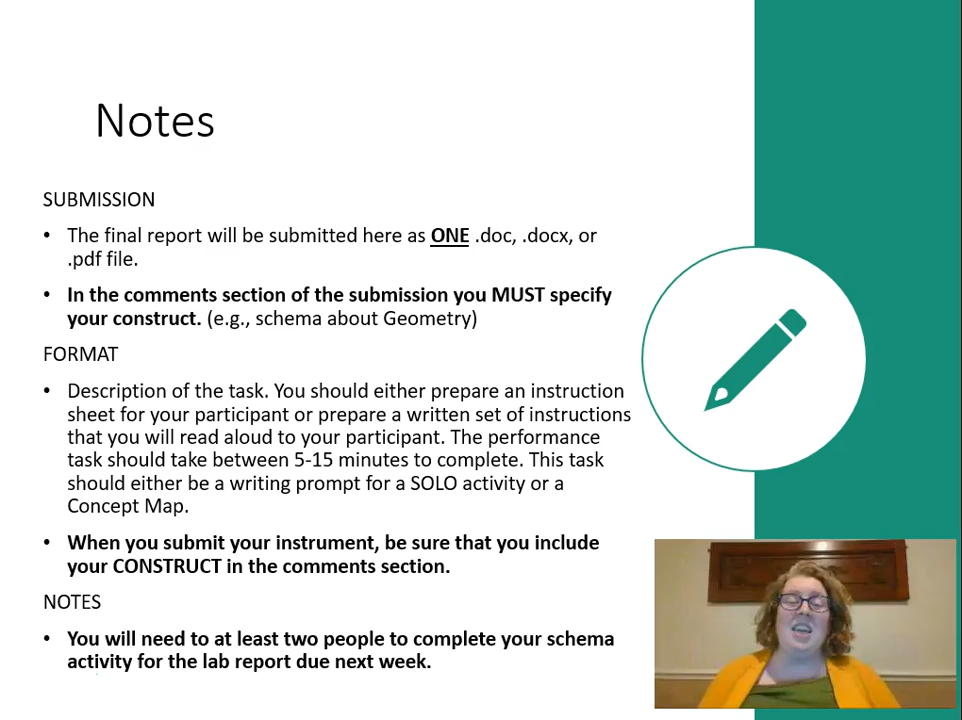 Notes
SUBMISSION
• The final report will be submitted here as ONE .doc, .docx, or
.pdf file.
• In the comments section of the submission you MUST specify
your construct. (e.g., schema about Geometry)
FORMAT
• Description of the task. You should either prepare an instruction
sheet for your participant or prepare a written set of instructions
that you will read aloud to your participant. The performance
task should take between 5-15 minutes to complete. This task
should either be a writing prompt for a SOLO activity or a
Concept Map.
• When you submit your instrument, be sure that you include
your CONSTRUCT in the comments section.
NOTES
• You will need to at least two people to complete your schema
activity for the lab report due next week.